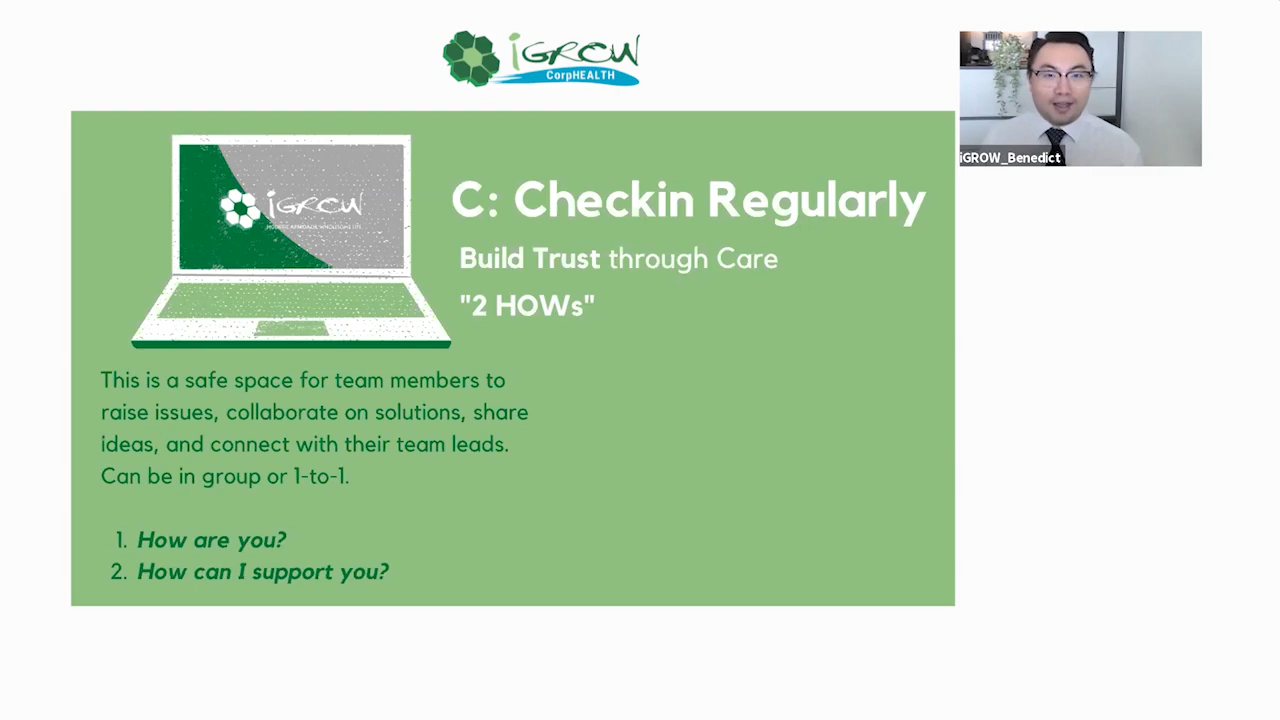 iGROW
CorpHEALTH
iGROW_Benedict
iGROW
C: Checkin Regularly
Build Trust through Care
"2 HOWs"
This is a safe space for team members to
raise issues, collaborate on solutions, share
ideas, and connect with their team leads.
Can be in group or 1-to-1.
1. How are you?
2. How can I support you?